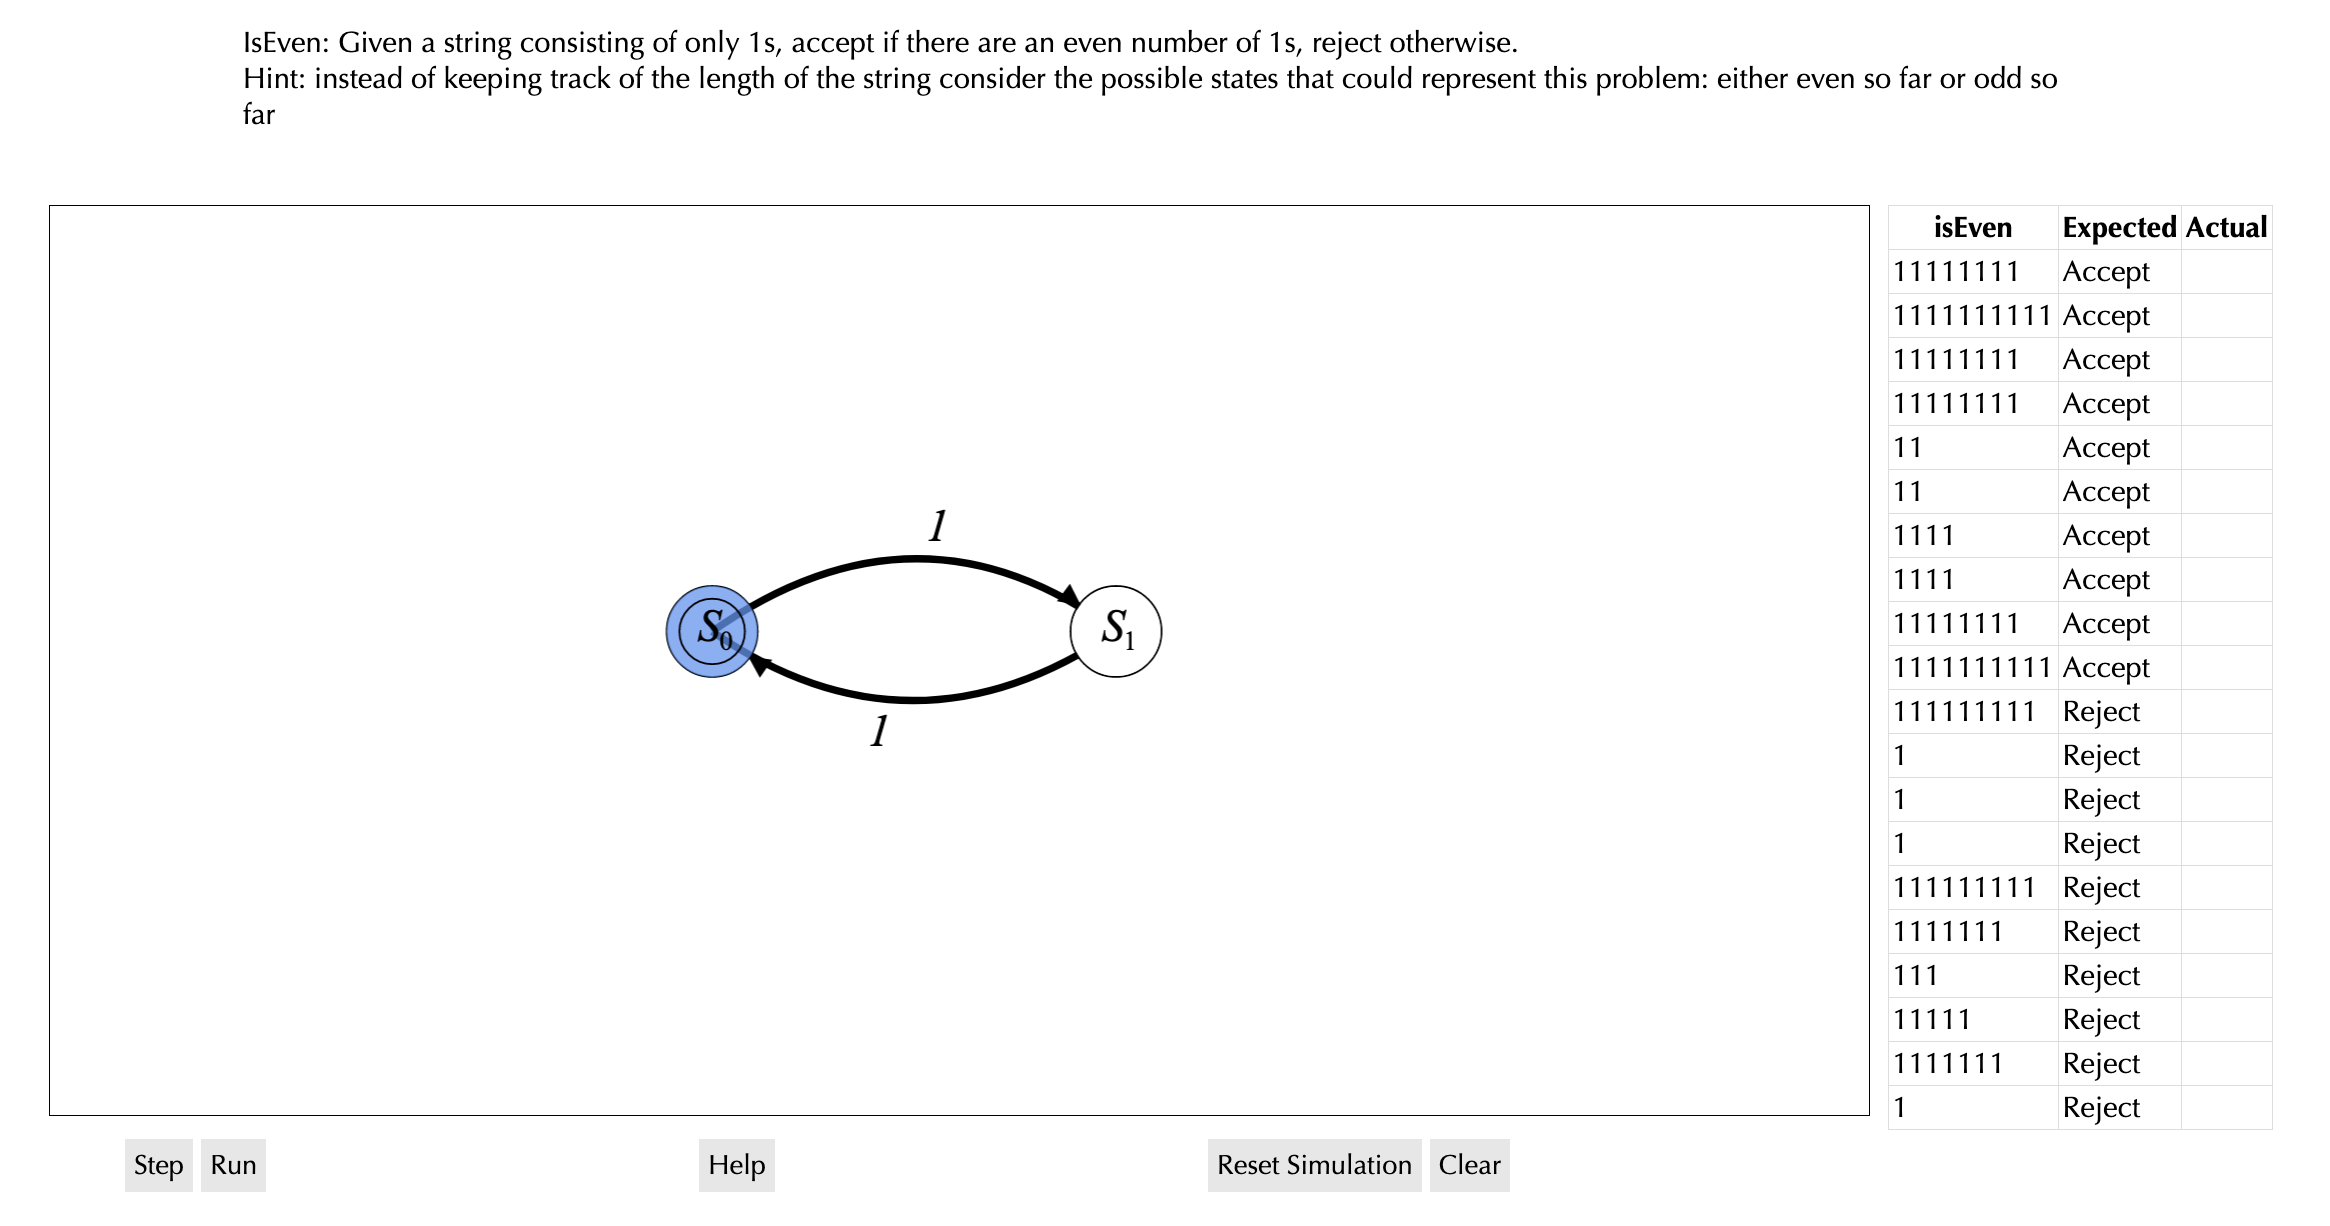 IsEven: Given a string consisting of only 1s, accept if there are an even number of 1s, reject otherwise.
Hint: instead of keeping track of the length of the string consider the possible states that could represent this problem: either even so far or odd so
far
isEven Expected Actual
11111111 Accept
1111111111 Accept
11111111 Accept
11111111 Accept
11 Accept
11 Accept
1111 Accept
1111 Accept
11111111 Accept
1111111111 Accept
111111111 Reject
1 Reject
1 Reject
1 Reject
111111111 Reject
1111111 Reject
111 Reject
11111 Reject
1111111 Reject
1 Reject
1
S0
S1
1
Step Run Help Reset Simulation Clear